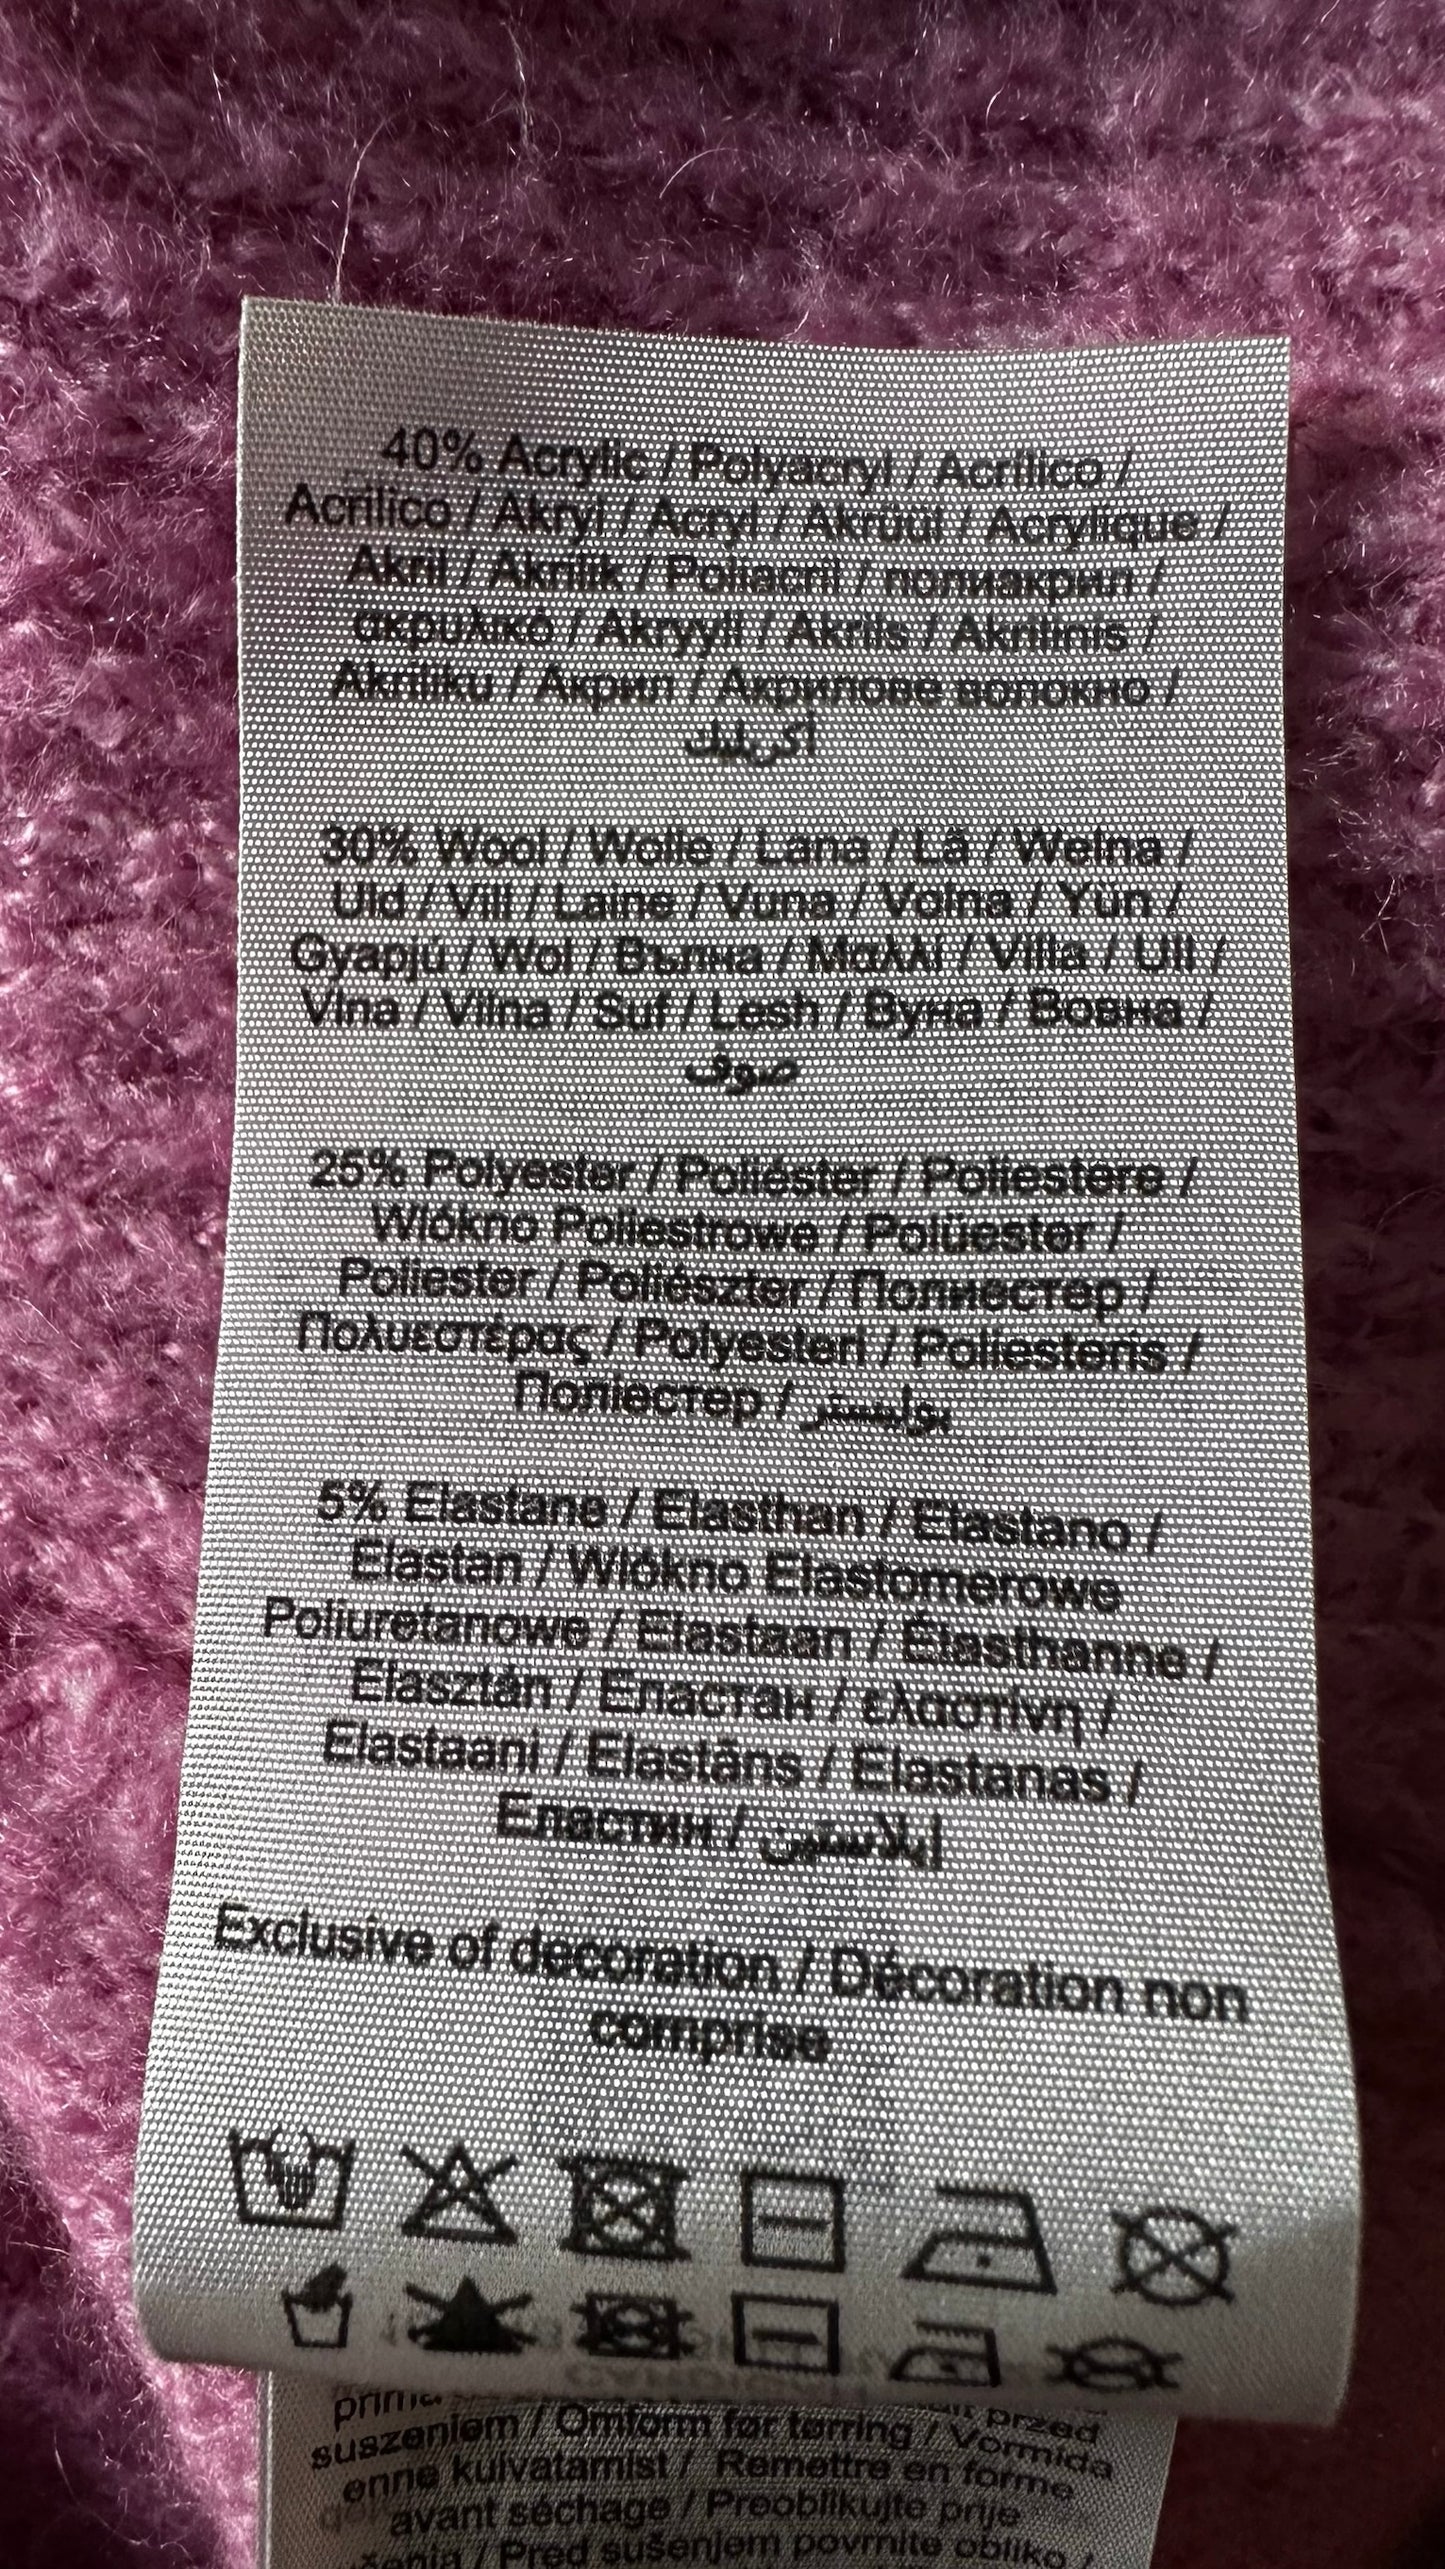 40% Acrylic / Polyacryl / Acrílico /
Acrilico / Akryl / Acryl / Akrüül / Acrylique /
Akril / Akrilik / Poliacril / полиакрил /
ακρυλικό / Akryyli / Akrils / Akrilinis /
Akriliku / Акрил / Акрилове волокно /
أكريليك
30% Wool / Wolle / Lana / Lã / Wełna /
Uld / Vill / Laine / Vuna / Volna / Yün /
Gyapjú / Wol / Вълна / Μαλλί / Villa / Ull /
Vlna / Vilna / Suf / Lesh / Вуна / Вовна /
صوف
25% Polyester / Poliéster / Poliestere /
Włókno Poliestrowe / Polüester /
Poliester / Poliészter / Полиестер /
Πολυεστέρας / Polyesteri / Poliesteris /
Поліестер / بوليستر
5% Elastane / Elasthan / Elastano /
Elastan / Włókno Elastomerowe
Poliuretanowe / Elastaan / Élasthanne /
Elasztán / Еластан / ελαστίνη /
Elastaani / Elastāns / Elastanas /
Еластин / ايلاستين
Exclusive of decoration / Décoration non
comprise
przed
suszeniem / Omform før tørring / Vormida
enne kuivatamist / Remettre en forme
avant séchage / Preoblikujte prije
/ Pred sušenjem povrnite obliko /